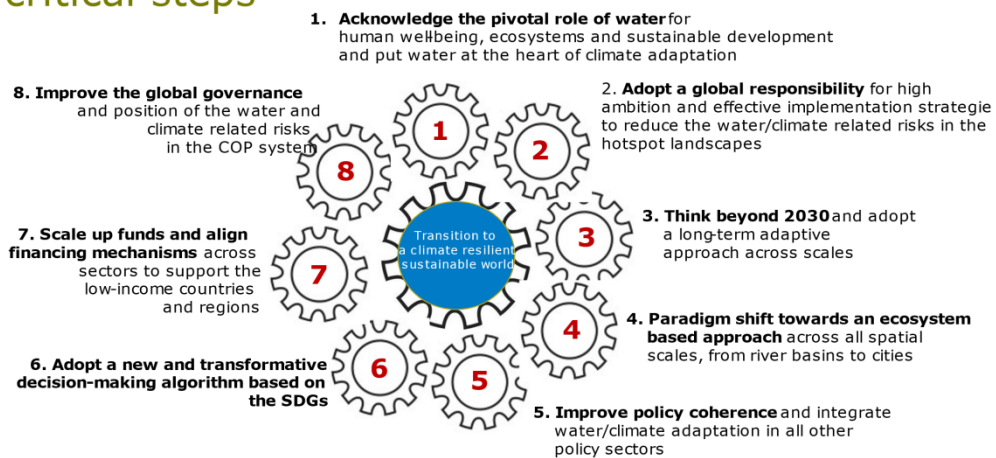 critical steps
1. Acknowledge the pivotal role of water for
human well-being, ecosystems and sustainable development
and put water at the heart of climate adaptation
2. Adopt a global responsibility for high
ambition and effective implementation strategie
to reduce the water/climate related risks in the
hotspot landscapes
3. Think beyond 2030 and adopt
a long-term adaptive
approach across scales
4. Paradigm shift towards an ecosystem
based approach across all spatial
scales, from river basins to cities
5. Improve policy coherence and integrate
water/climate adaptation in all other
policy sectors
6. Adopt a new and transformative
decision-making algorithm based on
the SDGs
7. Scale up funds and align
financing mechanisms across
sectors to support the
low-income countries
and regions
8. Improve the global governance
and position of the water and
climate related risks
in the COP system
1
2
3
4
5
6
7
8
Transition to
a climate resilient
sustainable world